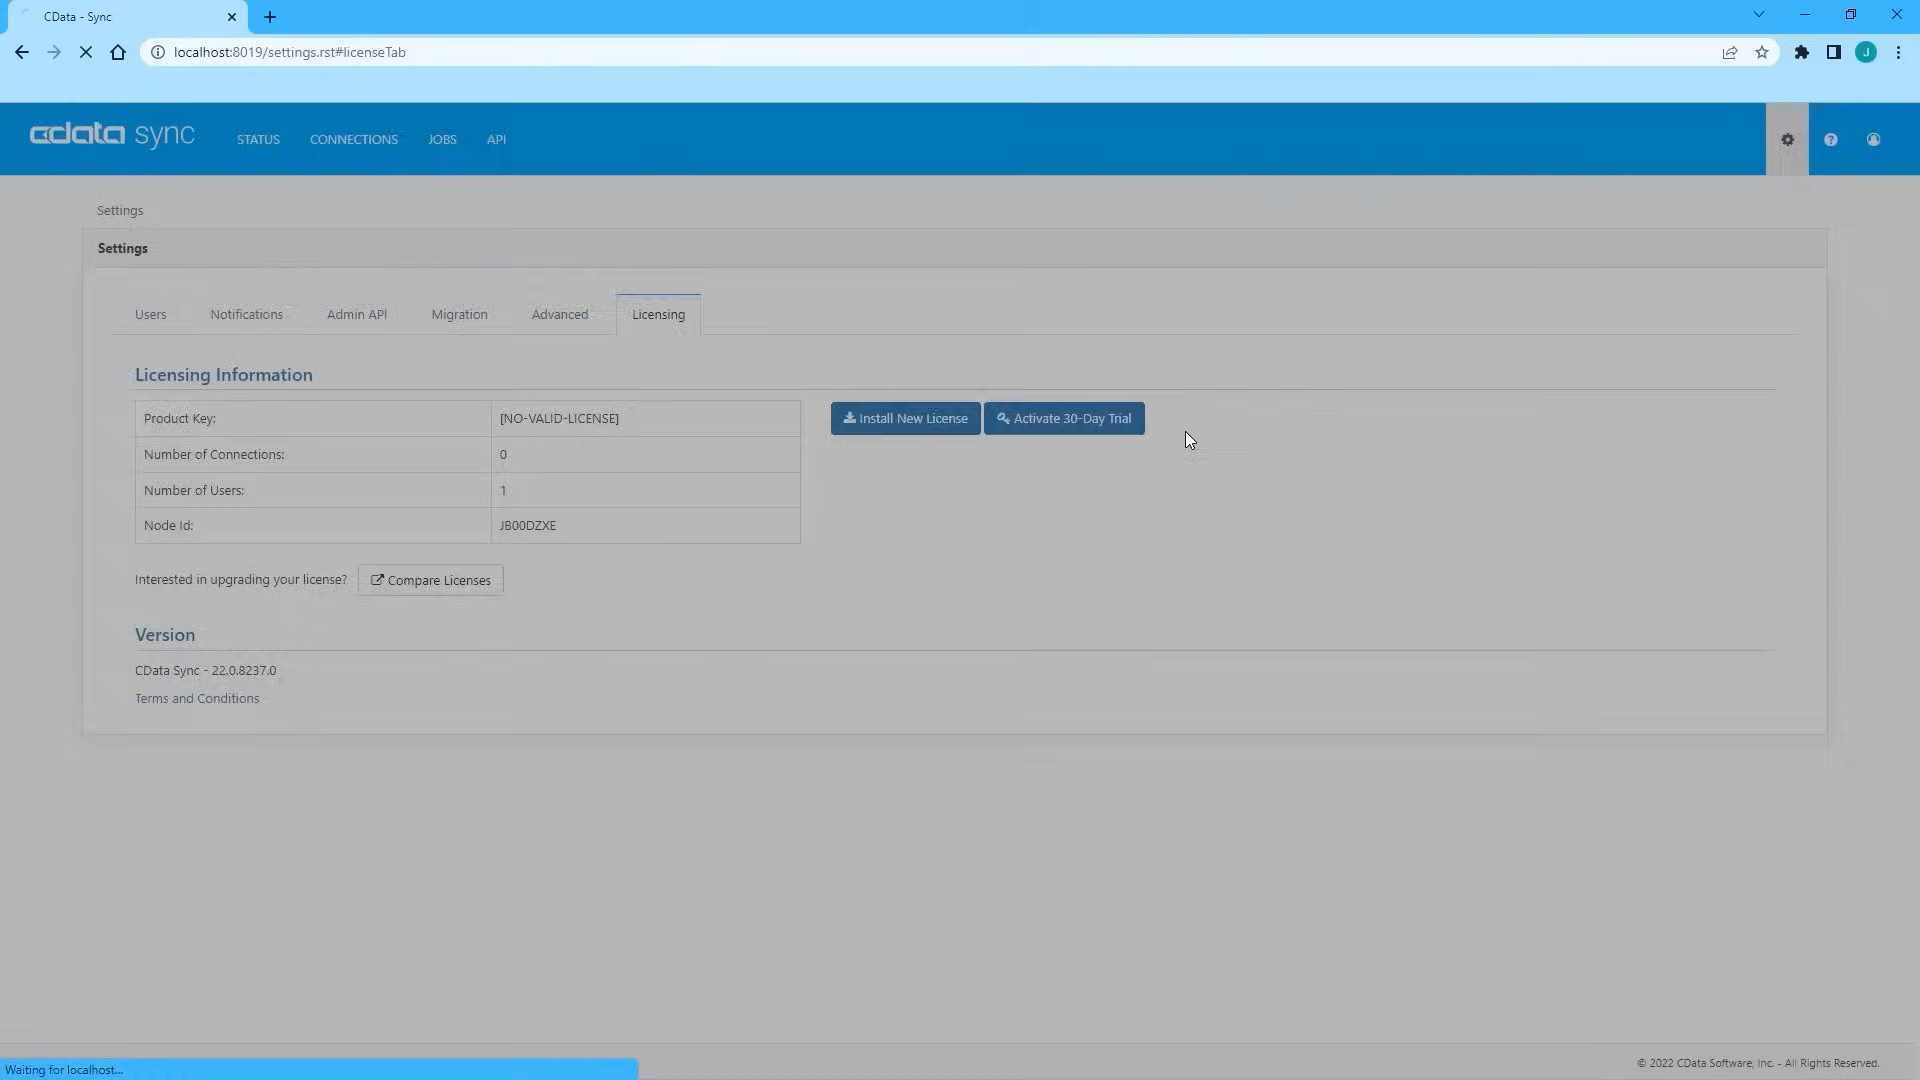 CData - Sync
localhost:8019/settings.rst#licenseTab
J
cdata sync
STATUS
CONNECTIONS
JOBS
API
Settings
Settings
Users
Notifications
Admin API
Migration
Advanced
Licensing
Licensing Information
Product Key: [NO-VALID-LICENSE]
Install New License
Activate 30-Day Trial
Number of Connections: 0
Number of Users: 1
Node Id: JB00DZXE
Interested in upgrading your license? Compare Licenses
Version
CData Sync - 22.0.8237.0
Terms and Conditions
© 2022 CData Software, Inc. - All Rights Reserved.
Waiting for localhost...